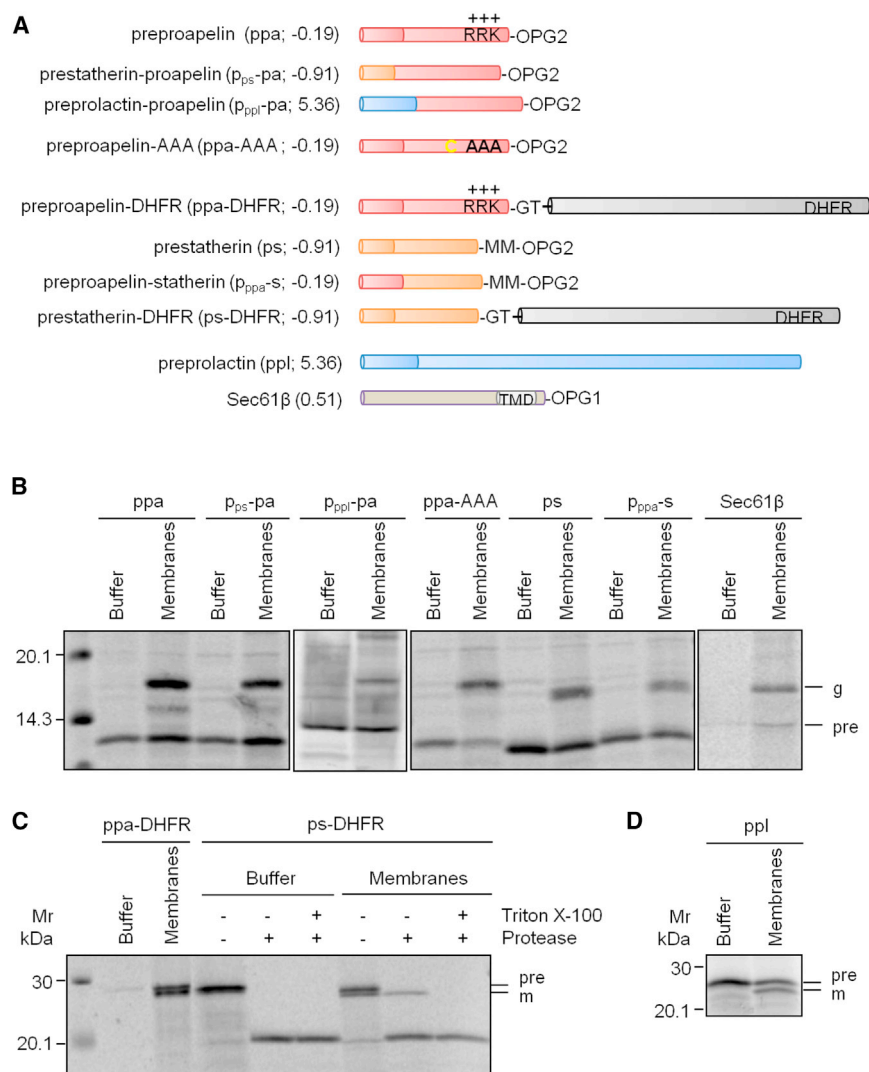 A
+++
preproapelin (ppa; -0.19) RRK -OPG2
prestatherin-proapelin (pps-pa; -0.91) -OPG2
preprolactin-proapelin (pppl-pa; 5.36) -OPG2
preproapelin-AAA (ppa-AAA; -0.19) C AAA -OPG2
+++
preproapelin-DHFR (ppa-DHFR; -0.19) RRK -GT- DHFR
prestatherin (ps; -0.91) -MM-OPG2
preproapelin-statherin (pppa-s; -0.19) -MM-OPG2
prestatherin-DHFR (ps-DHFR; -0.91) -GT- DHFR
preprolactin (ppl; 5.36)
Sec61β (0.51) TMD -OPG1
B
ppa pps-pa pppl-pa ppa-AAA ps pppa-s Sec61β
Buffer Membranes Buffer Membranes Buffer Membranes Buffer Membranes Buffer Membranes Buffer Membranes Buffer Membranes
20.1
g
14.3
pre
C
ppa-DHFR ps-DHFR
Buffer Membranes Buffer Membranes
- - + - - + Triton X-100
Mr kDa - + + - + + Protease
30
pre
m
20.1
D
ppl
Buffer Membranes
Mr
kDa
30
pre
m
20.1